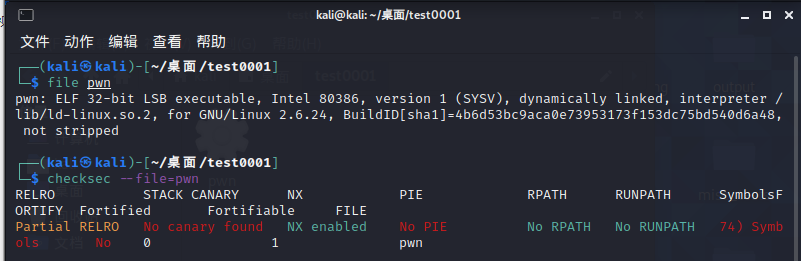 kali@kali: ~/桌面/test0001
文件 动作 编辑 查看 帮助
┌──(kali㉿kali)-[~/桌面/test0001]
└─$ file pwn
pwn: ELF 32-bit LSB executable, Intel 80386, version 1 (SYSV), dynamically linked, interpreter /
lib/ld-linux.so.2, for GNU/Linux 2.6.24, BuildID[sha1]=4b6d53bc9aca0e73953173f153dc75bd540d6a48,
not stripped
┌──(kali㉿kali)-[~/桌面/test0001]
└─$ checksec --file=pwn
RELRO STACK CANARY NX PIE RPATH RUNPATH SymbolsF
ORTIFY Fortified Fortifiable FILE
Partial RELRO No canary found NX enabled No PIE No RPATH No RUNPATH 74) Symb
ols No 0 1 pwn